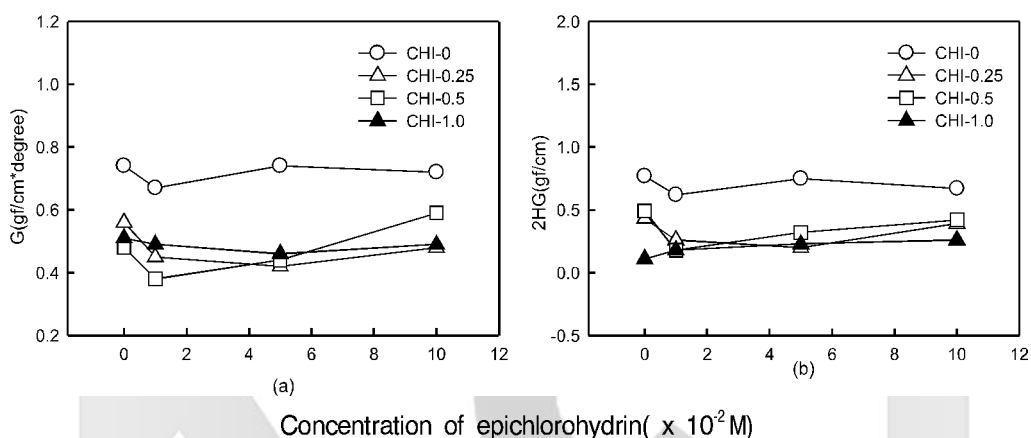 1.2
1.0
0.8
0.6
0.4
0.2
G(gf/cm*degree)
CHI-0
CHI-0.25
CHI-0.5
CHI-1.0
0 2 4 6 8 10 12
(a)
2.0
1.5
1.0
0.5
0.0
-0.5
2HG(gf/cm)
CHI-0
CHI-0.25
CHI-0.5
CHI-1.0
0 2 4 6 8 10 12
(b)
Concentration of epichlorohydrin( x 10⁻²M)